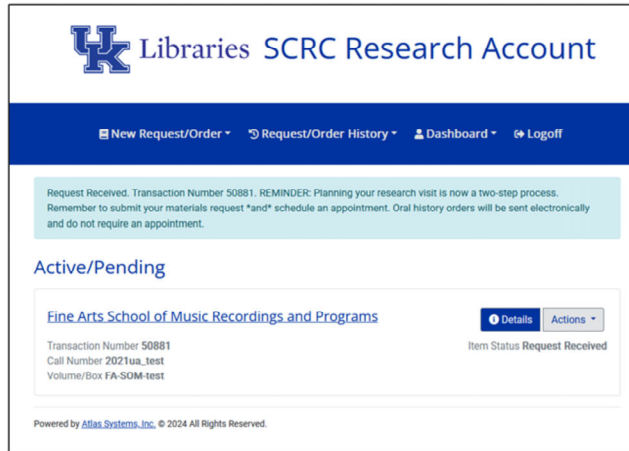 UK Libraries SCRC Research Account
New Request/Order Request/Order History Dashboard Logoff
Request Received. Transaction Number 50881. REMINDER: Planning your research visit is now a two-step process.
Remember to submit your materials request *and* schedule an appointment. Oral history orders will be sent electronically
and do not require an appointment.
Active/Pending
Fine Arts School of Music Recordings and Programs
Details Actions
Transaction Number 50881
Item Status Request Received
Call Number 2021ua_test
Volume/Box FA-SOM-test
Powered by Atlas Systems, Inc. © 2024 All Rights Reserved.